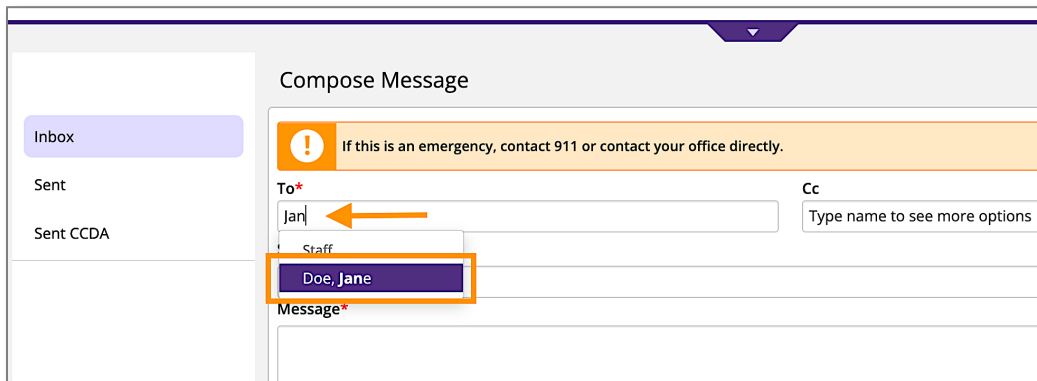 Compose Message
Inbox
Sent
Sent CCDA
If this is an emergency, contact 911 or contact your office directly.
To* Cc
Jan Type name to see more options
Staff
Doe, Jane
Message*